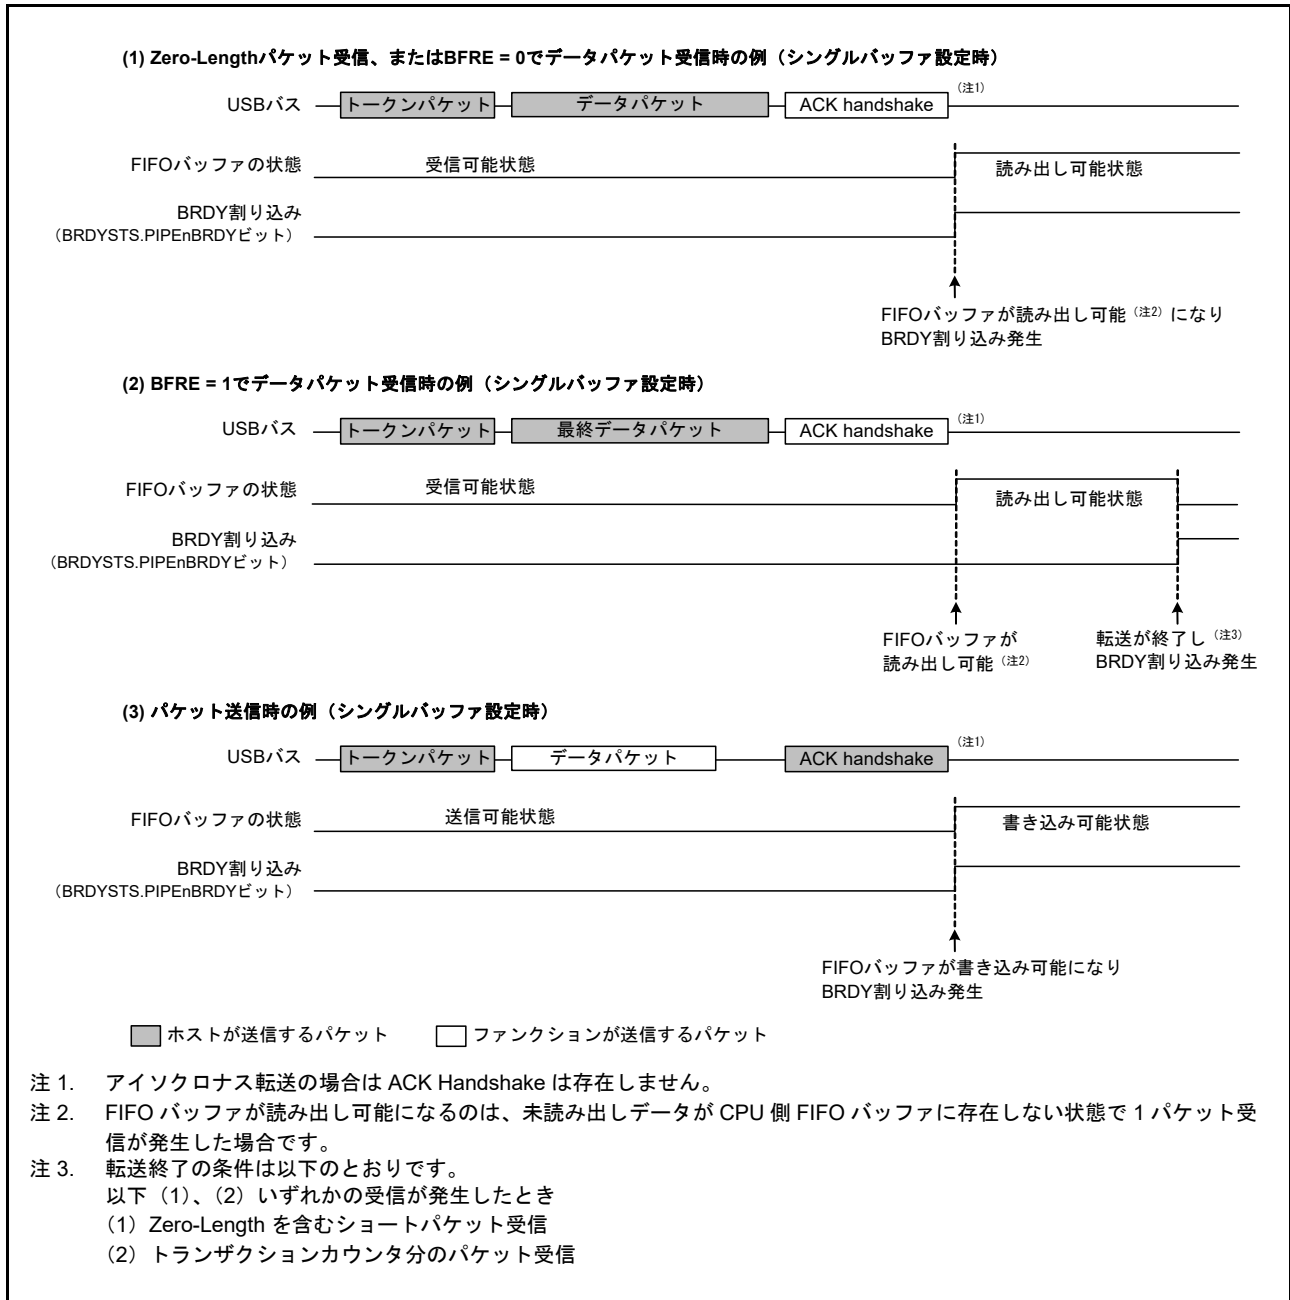 (1) Zero-Lengthパケット受信、またはBFRE = 0でデータパケット受信時の例（シングルバッファ設定時）
USBバス トークンパケット データパケット ACK handshake （注1）
FIFOバッファの状態 受信可能状態 読み出し可能状態
BRDY割り込み
（BRDYSTS.PIPEnBRDYビット）
FIFOバッファが読み出し可能（注2）になり
BRDY割り込み発生
(2) BFRE = 1でデータパケット受信時の例（シングルバッファ設定時）
USBバス トークンパケット 最終データパケット ACK handshake （注1）
FIFOバッファの状態 受信可能状態 読み出し可能状態
BRDY割り込み
（BRDYSTS.PIPEnBRDYビット）
FIFOバッファが
読み出し可能（注2）
転送が終了し（注3）
BRDY割り込み発生
(3) パケット送信時の例（シングルバッファ設定時）
USBバス トークンパケット データパケット ACK handshake （注1）
FIFOバッファの状態 送信可能状態 書き込み可能状態
BRDY割り込み
（BRDYSTS.PIPEnBRDYビット）
FIFOバッファが書き込み可能になり
BRDY割り込み発生
ホストが送信するパケット ファンクションが送信するパケット
注 1. アイソクロナス転送の場合は ACK Handshake は存在しません。
注 2. FIFO バッファが読み出し可能になるのは、未読み出しデータが CPU 側 FIFO バッファに存在しない状態で 1 パケット受
信が発生した場合です。
注 3. 転送終了の条件は以下のとおりです。
以下（1）、（2）いずれかの受信が発生したとき
（1）Zero-Length を含むショートパケット受信
（2）トランザクションカウンタ分のパケット受信